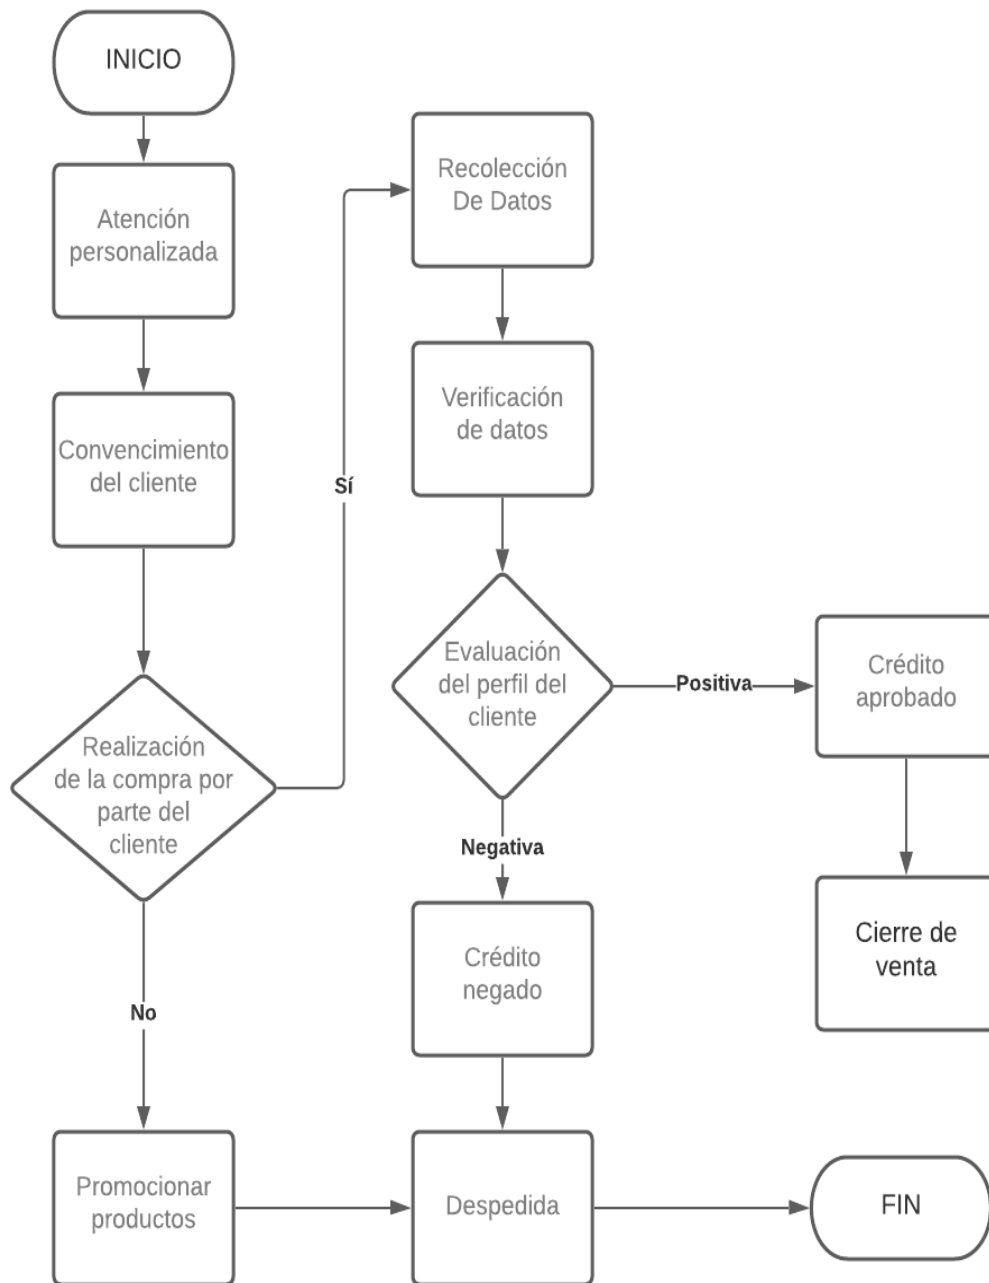 INICIO
Atención
personalizada
Convencimiento
del cliente
Realización
de la compra por
parte del
cliente
No
Promocionar
productos
Sí
Recolección
De Datos
Verificación
de datos
Evaluación
del perfil del
cliente
Negativa
Crédito
negado
Despedida
Positiva
Crédito
aprobado
Cierre de
venta
FIN